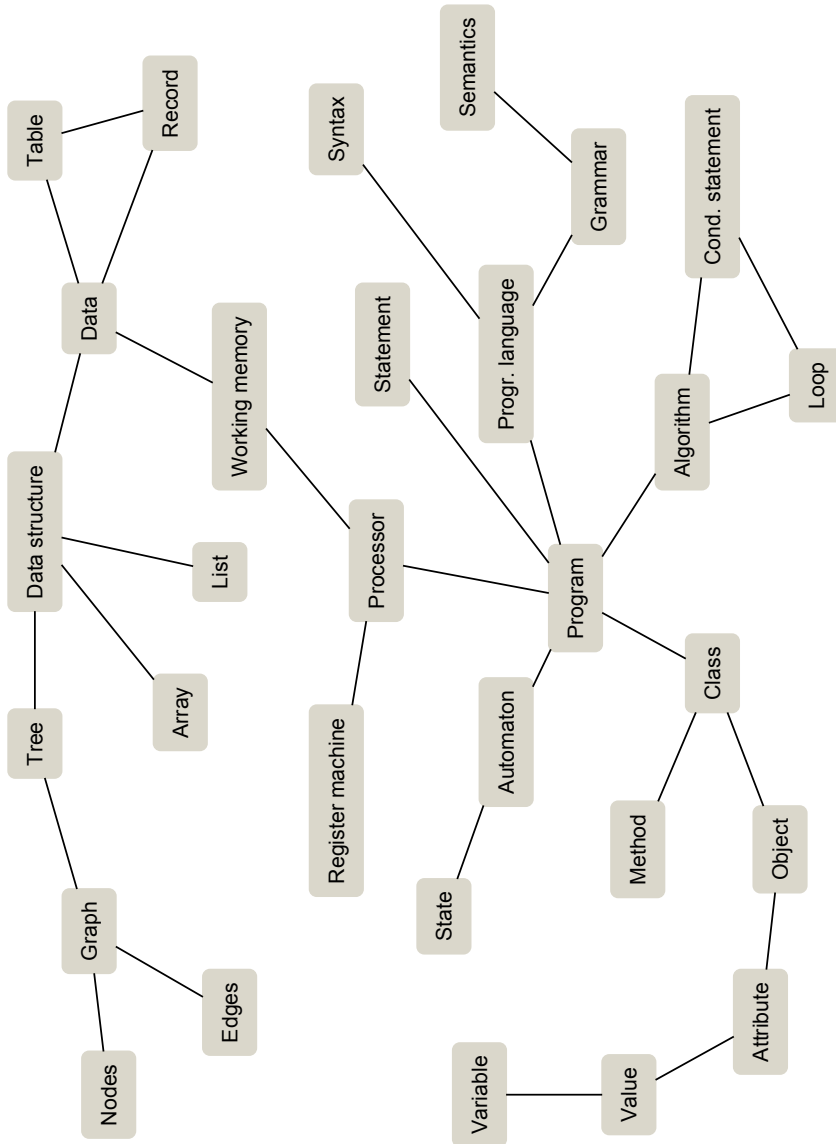 Nodes
Graph
Edges
Tree
Array
Data structure
List
Data
Table
Record
Working memory
Register machine
Processor
Syntax
Statement
Semantics
Progr. language
Grammar
State
Automaton
Program
Variable
Value
Attribute
Object
Method
Class
Algorithm
Cond. statement
Loop